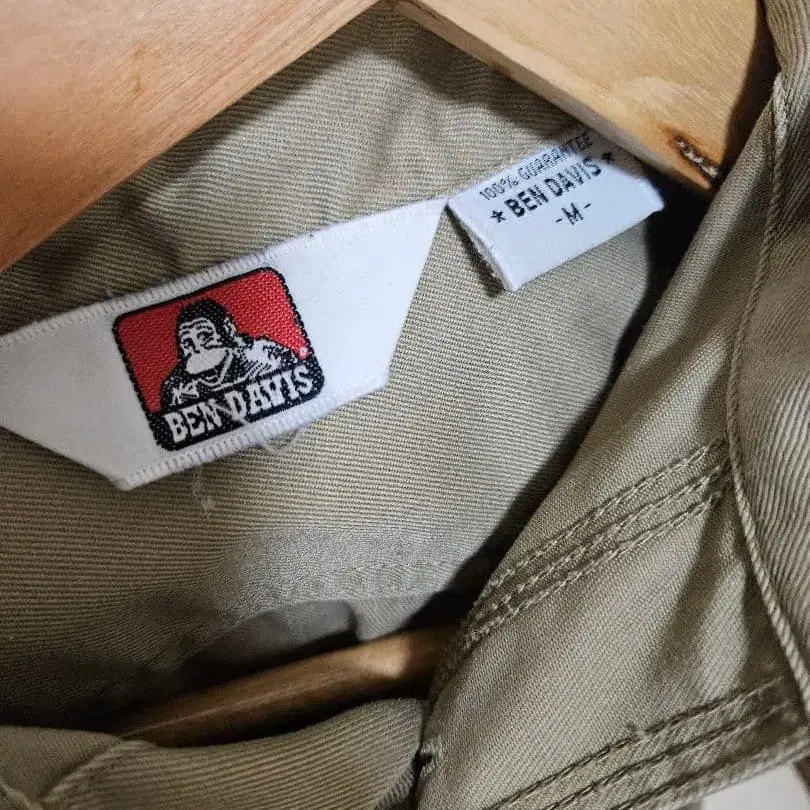 BEN DAVIS
®
100% GUARANTEE
★ BEN DAVIS ★
-M-